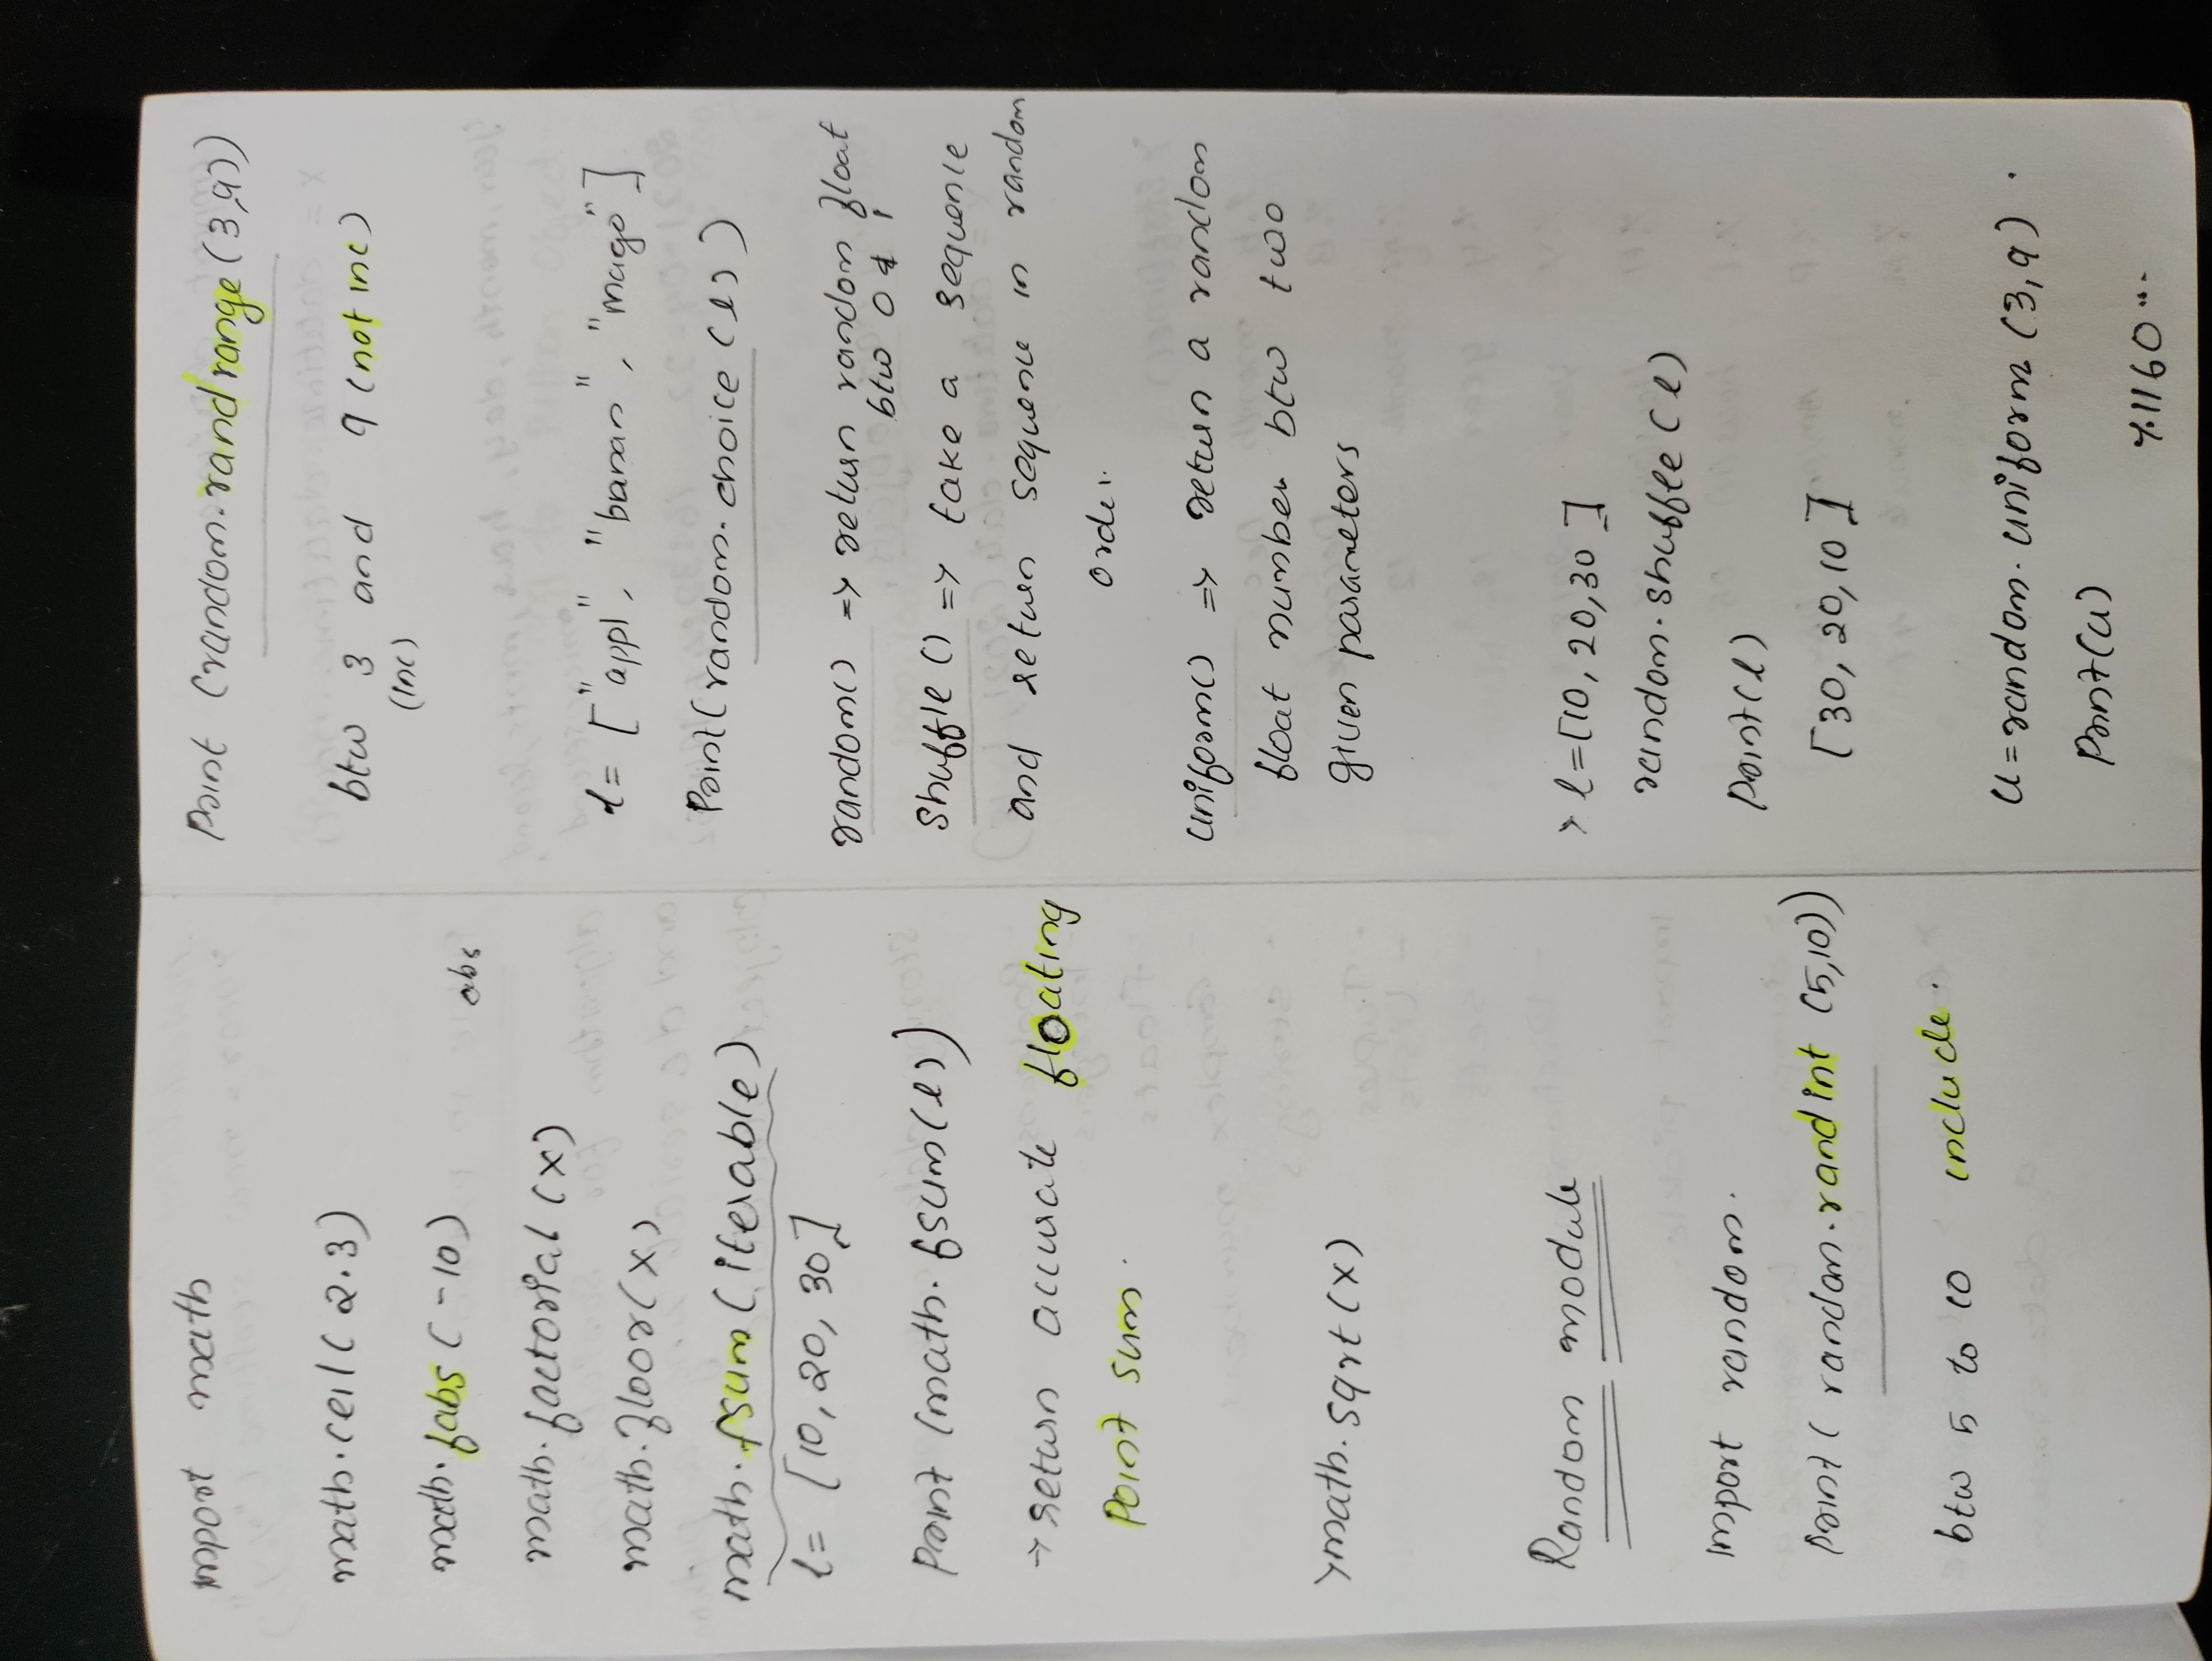 import math
math.ceil(2.3)
math.fabs(-10) abs
math.factorial(x)
math.floor(x)
math.fsum(iterable)
l= [10, 20, 30]
Print (math.fsum(l))
→ return accurate floating
Point sum.
>math.sqrt(x)
Random module
import random.
Print( random.randint (5,10))
btw 5 to 10 include.
Print (random.randrange(3,9))
btw 3 and 9 (not inc)
(inc)
l= ["appl", "banan", "mago"]
Print(random.choice(l))
random() => return random float
btw 0 & 1
Shuffle() => take a sequence
and return sequence in random
order.
Uniform() => return a random
float number btw two
given parameters
> l=[10, 20,30]
random.shuffle(l)
Print(l)
[30, 20,10]
U=random.uniform(3,9).
Print(U)
7.1160...